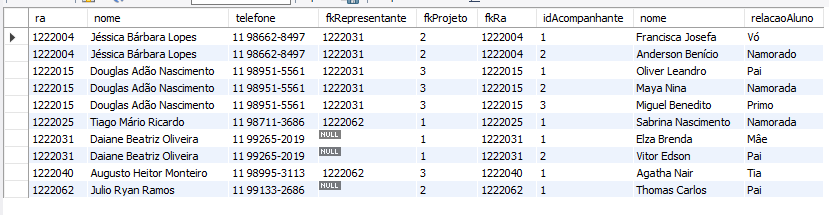 ra nome telefone fkRepresentante fkProjeto fkRa idAcompanhante nome relacaoAluno
1222004 Jéssica Bárbara Lopes 11 98662-8497 1222031 2 1222004 1 Francisca Josefa Vó
1222004 Jéssica Bárbara Lopes 11 98662-8497 1222031 2 1222004 2 Anderson Benício Namorado
1222015 Douglas Adão Nascimento 11 98951-5561 1222031 3 1222015 1 Oliver Leandro Pai
1222015 Douglas Adão Nascimento 11 98951-5561 1222031 3 1222015 2 Maya Nina Namorada
1222015 Douglas Adão Nascimento 11 98951-5561 1222031 3 1222015 3 Miguel Benedito Primo
1222025 Tiago Mário Ricardo 11 98711-3686 1222062 1 1222025 1 Sabrina Nascimento Namorada
1222031 Daiane Beatriz Oliveira 11 99265-2019 NULL 1 1222031 1 Elza Brenda Mãe
1222031 Daiane Beatriz Oliveira 11 99265-2019 NULL 1 1222031 2 Vitor Edson Pai
1222040 Augusto Heitor Monteiro 11 98995-3113 1222062 3 1222040 1 Agatha Nair Tia
1222062 Julio Ryan Ramos 11 99133-2686 NULL 2 1222062 1 Thomas Carlos Pai